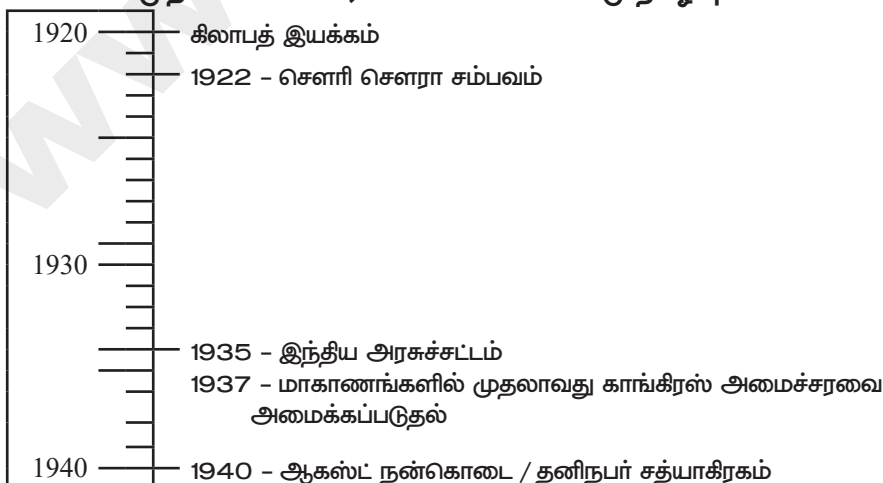 1920 கிலாபத் இயக்கம்
1922 – சௌரி சௌரா சம்பவம்
1930
1935 – இந்திய அரசுச்சட்டம்
1937 – மாகாணங்களில் முதலாவது காங்கிரஸ் அமைச்சரவை
அமைக்கப்படுதல்
1940 1940 – ஆகஸ்ட் நன்கொடை / தனிநபர் சத்யாகிரகம்